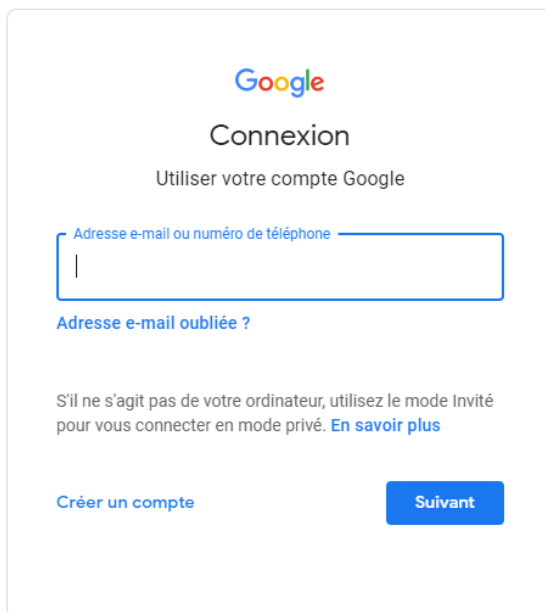 Google
Connexion
Utiliser votre compte Google
Adresse e-mail ou numéro de téléphone
Adresse e-mail oubliée ?
S'il ne s'agit pas de votre ordinateur, utilisez le mode Invité
pour vous connecter en mode privé. En savoir plus
Créer un compte
Suivant